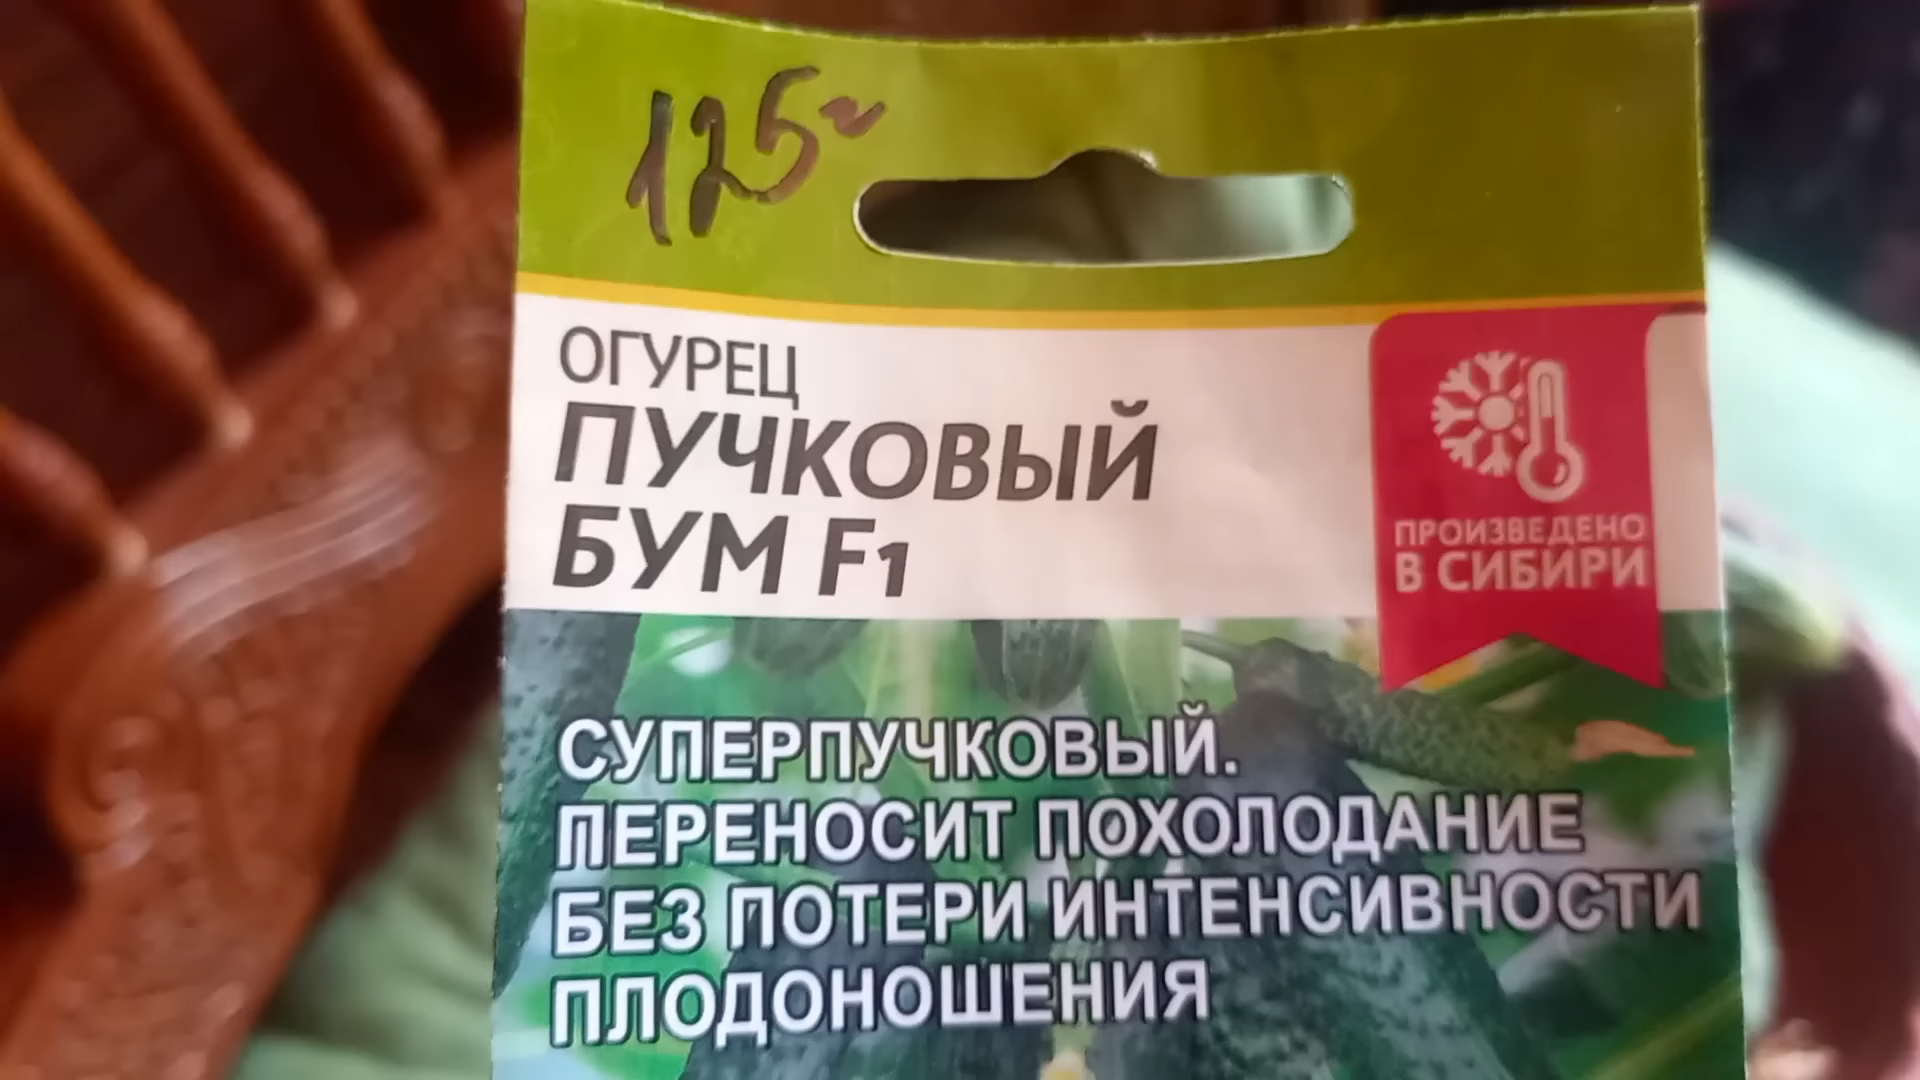 125~
ОГУРЕЦ
ПУЧКОВЫЙ
БУМ F1
ПРОИЗВЕДЕНО
В СИБИРИ
СУПЕРПУЧКОВЫЙ.
ПЕРЕНОСИТ ПОХОЛОДАНИЕ
БЕЗ ПОТЕРИ ИНТЕНСИВНОСТИ
ПЛОДОНОШЕНИЯ